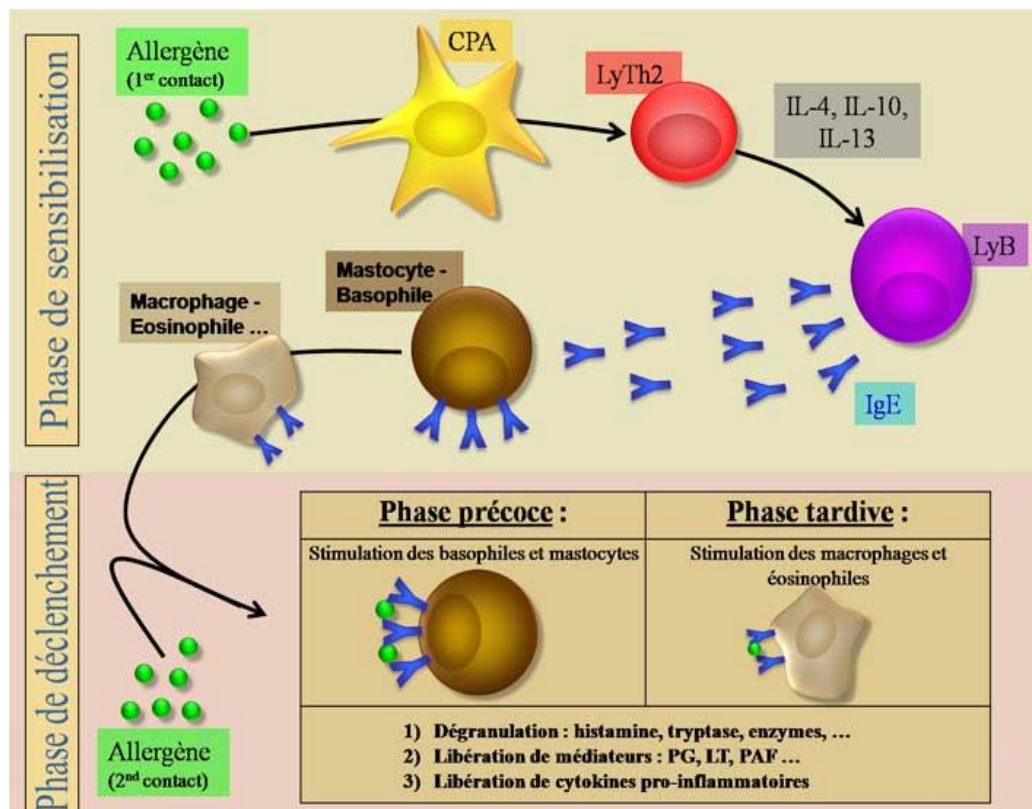 Phase de sensibilisation
Allergène
(1er contact)
CPA
LyTh2
IL-4, IL-10,
IL-13
LyB
Mastocyte -
Basophile
Macrophage -
Eosinophile ...
IgE
Phase de déclenchement
Allergène
(2nd contact)
Phase précoce :
Stimulation des basophiles et mastocytes
Phase tardive :
Stimulation des macrophages et
éosinophiles
1) Dégranulation : histamine, tryptase, enzymes, ...
2) Libération de médiateurs : PG, LT, PAF ...
3) Libération de cytokines pro-inflammatoires